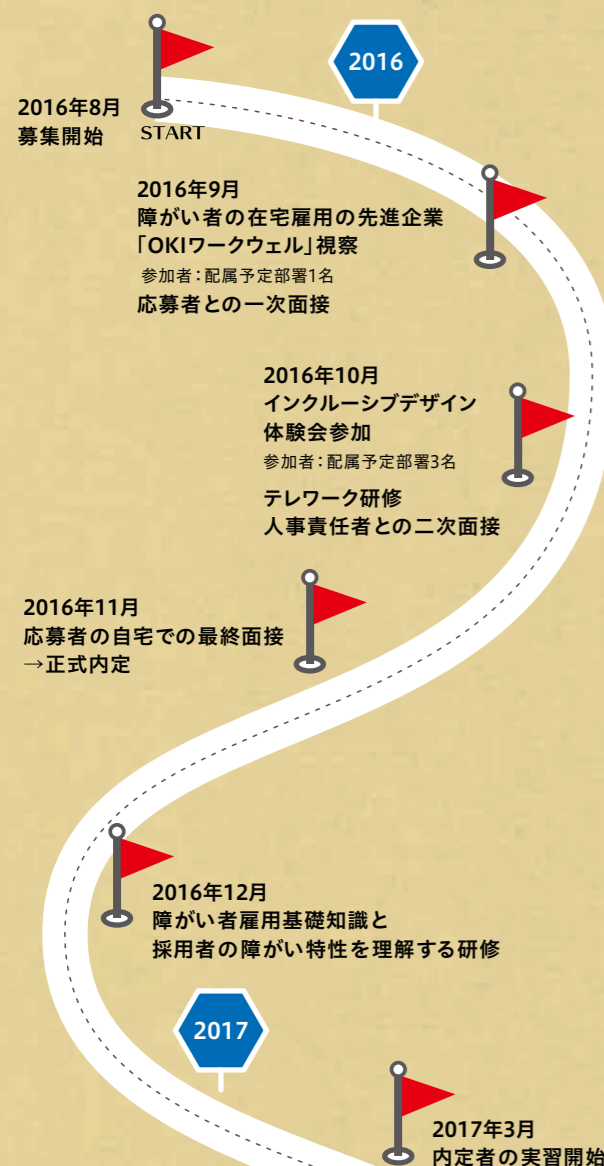 2016
2016年8月
募集開始
START
2016年9月
障がい者の在宅雇用の先進企業
「OKIワークウェル」視察
参加者：配属予定部署1名
応募者との一次面接
2016年10月
インクルーシブデザイン
体験会参加
参加者：配属予定部署3名
テレワーク研修
人事責任者との二次面接
2016年11月
応募者の自宅での最終面接
→正式内定
2016年12月
障がい者雇用基礎知識と
採用者の障がい特性を理解する研修
2017
2017年3月
内定者の実習開始